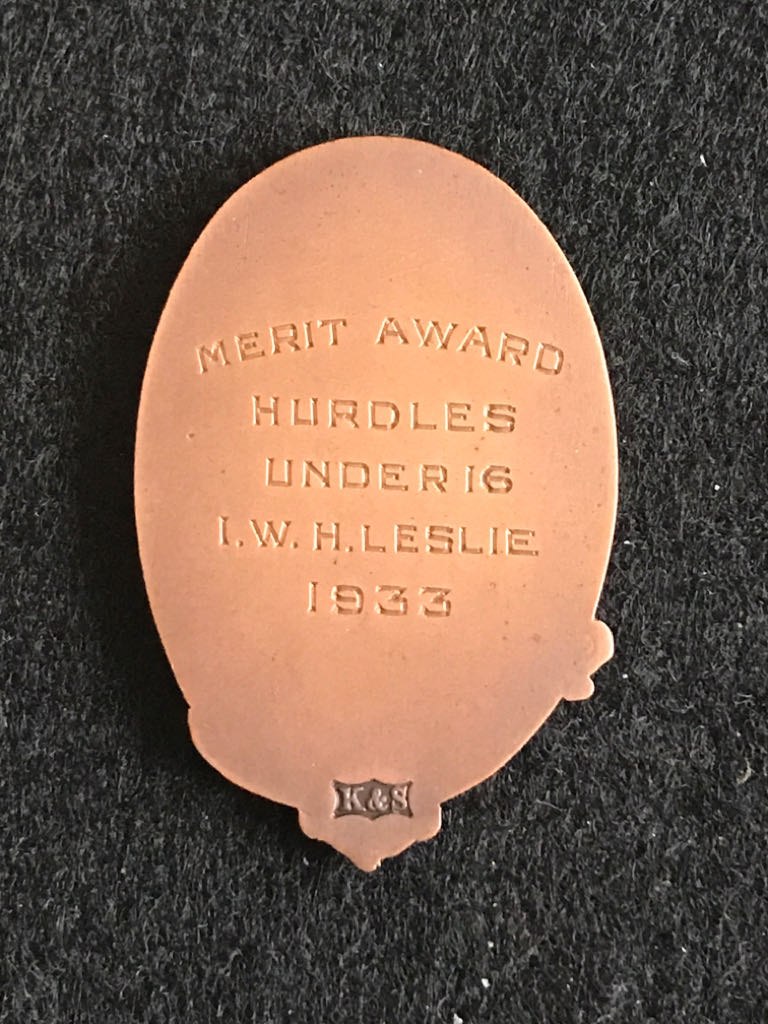 MERIT AWARD
HURDLES
UNDER 16
I.W.H.LESLIE
1933
K&S